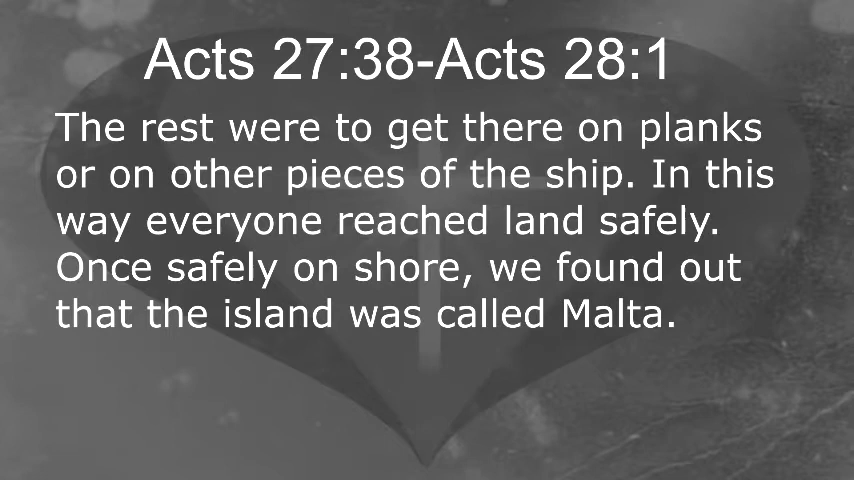 Acts 27:38-Acts 28:1
The rest were to get there on planks
or on other pieces of the ship. In this
way everyone reached land safely.
Once safely on shore, we found out
that the island was called Malta.